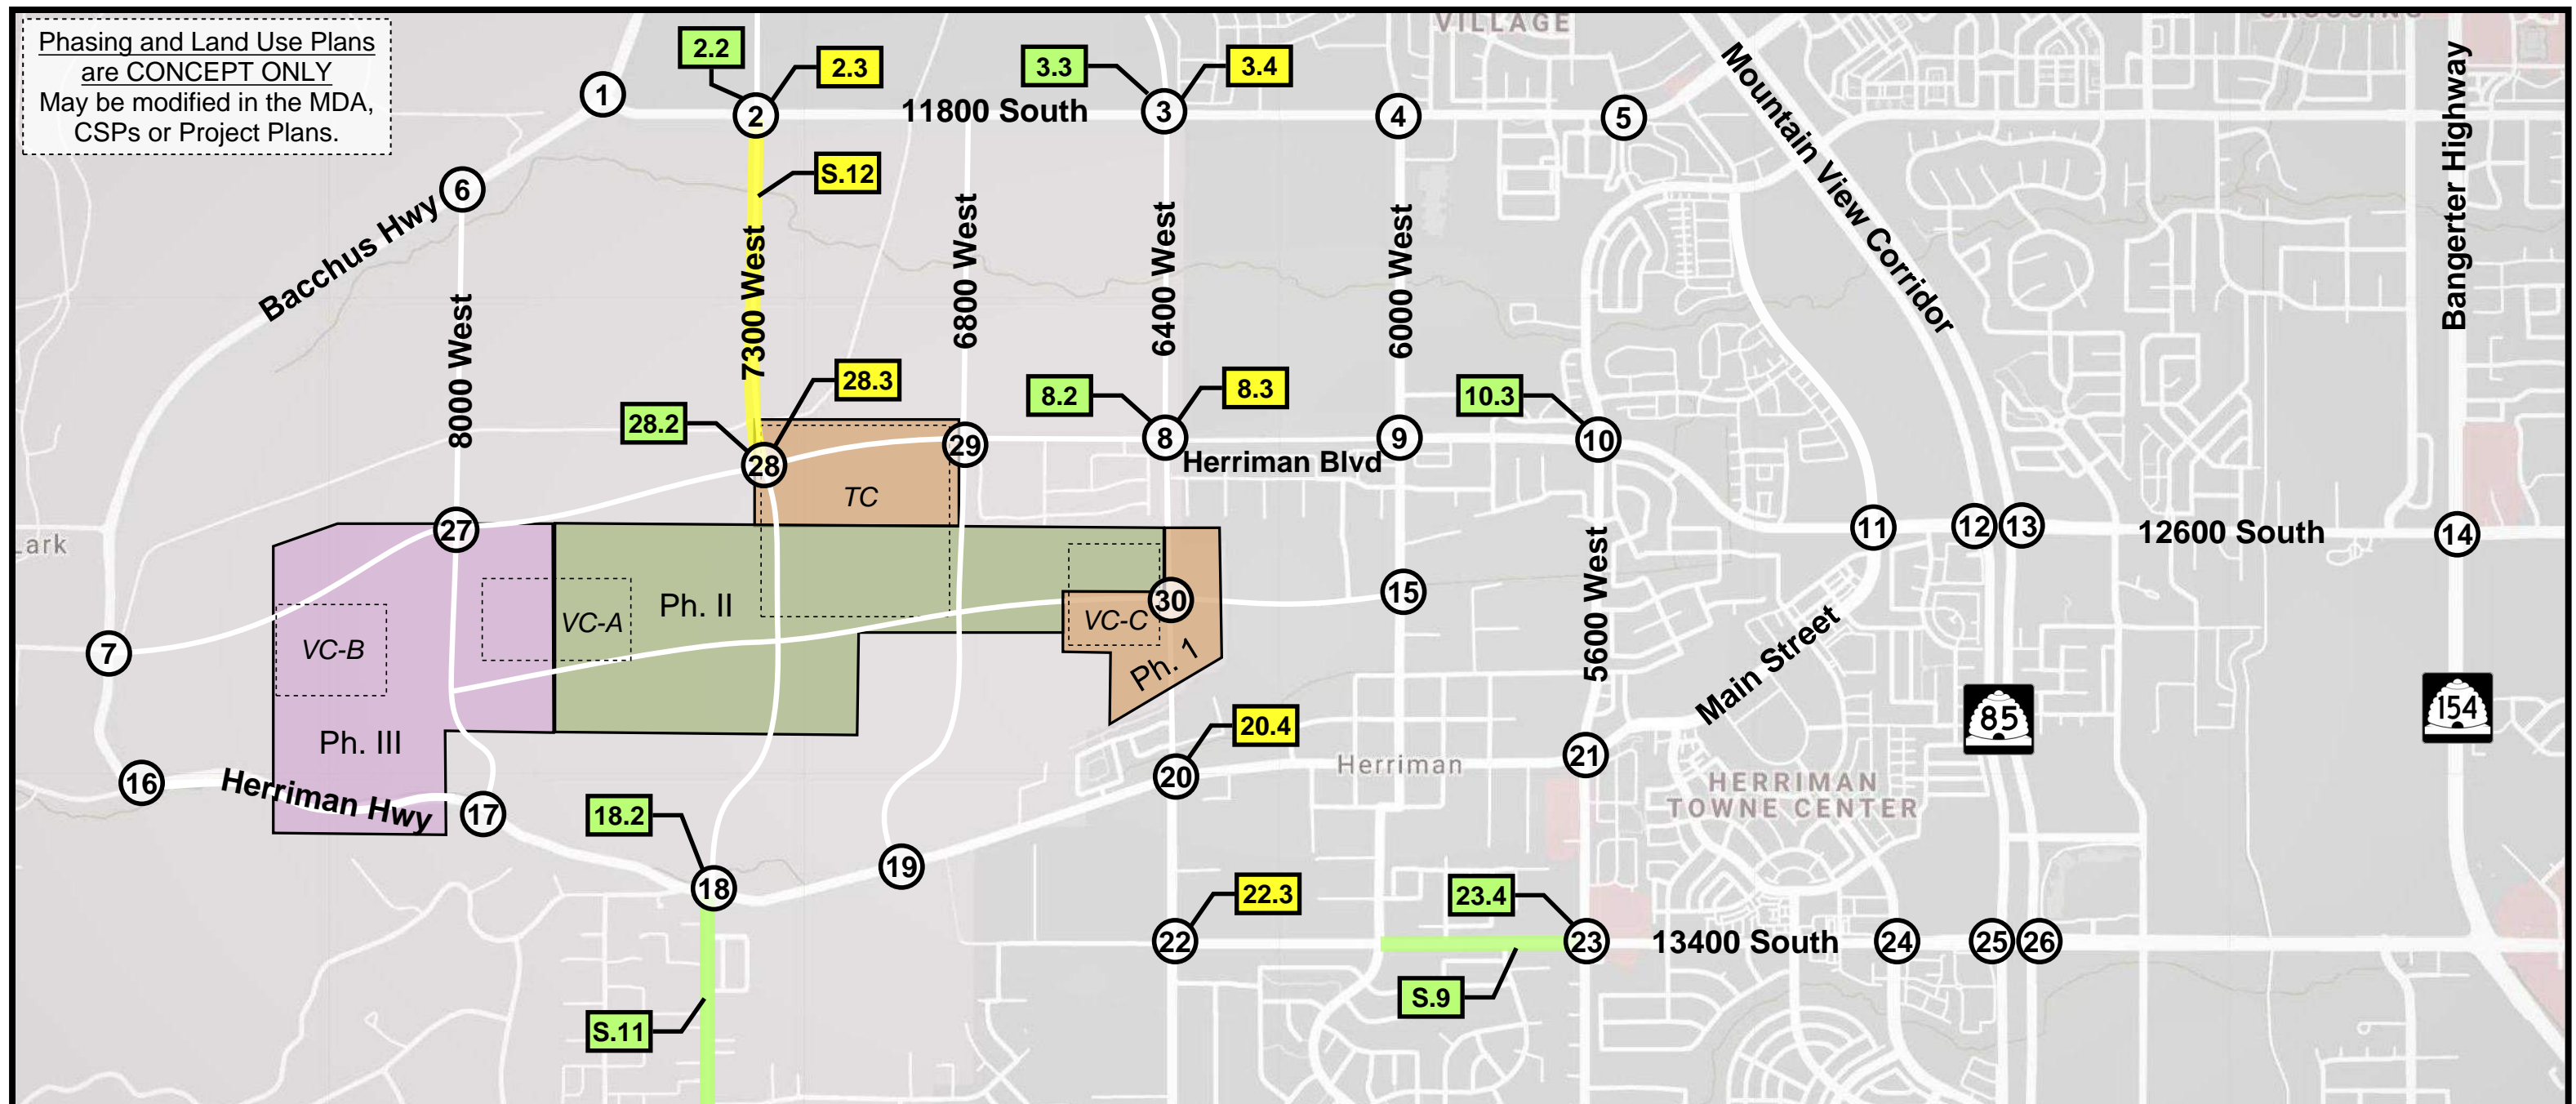 Phasing and Land Use Plans
are CONCEPT ONLY
May be modified in the MDA,
CSPs or Project Plans.
VILLAGE
2.2
2.3
3.3
3.4
1
2
11800 South
3
4
5
Mountain View Corridor
Bangerter Highway
S.12
6
Bacchus Hwy
8000 West
7300 West
6800 West
6400 West
6000 West
28.3
28.2
8.2
8.3
10.3
28
29
8
9
10
Herriman Blvd
TC
27
11
12
13
12600 South
14
VC-A
Ph. II
VC-B
VC-C
30
15
5600 West
7
Ph. 1
Main Street
85
154
Ph. III
20.4
16
Herriman Hwy
17
20
Herriman
21
HERRIMAN
TOWNE CENTER
18.2
18
19
22.3
23.4
22
23
13400 South
24
25
26
S.9
S.11